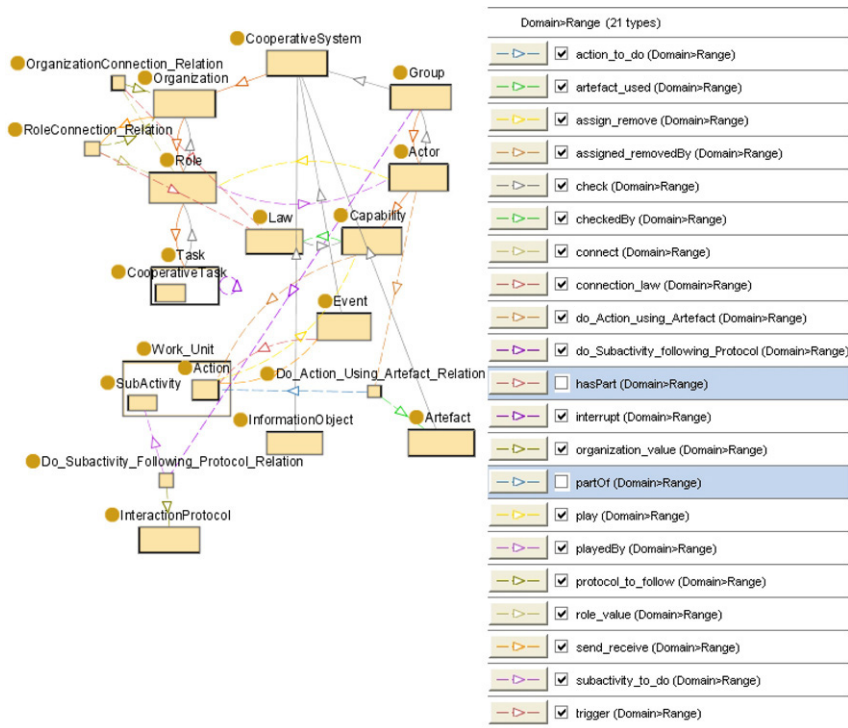 CooperativeSystem
OrganizationConnection_Relation
Organization
Group
RoleConnection_Relation
Role
Actor
Law
Capability
Task
CooperativeTask
Event
Work_Unit
Action
Do_Action_Using_Artefact_Relation
SubActivity
InformationObject
Artefact
Do_Subactivity_Following_Protocol_Relation
InteractionProtocol
Domain>Range (21 types)
action_to_do (Domain>Range)
artefact_used (Domain>Range)
assign_remove (Domain>Range)
assigned_removedBy (Domain>Range)
check (Domain>Range)
checkedBy (Domain>Range)
connect (Domain>Range)
connection_law (Domain>Range)
do_Action_using_Artefact (Domain>Range)
do_Subactivity_following_Protocol (Domain>Range)
hasPart (Domain>Range)
interrupt (Domain>Range)
organization_value (Domain>Range)
partOf (Domain>Range)
play (Domain>Range)
playedBy (Domain>Range)
protocol_to_follow (Domain>Range)
role_value (Domain>Range)
send_receive (Domain>Range)
subactivity_to_do (Domain>Range)
trigger (Domain>Range)